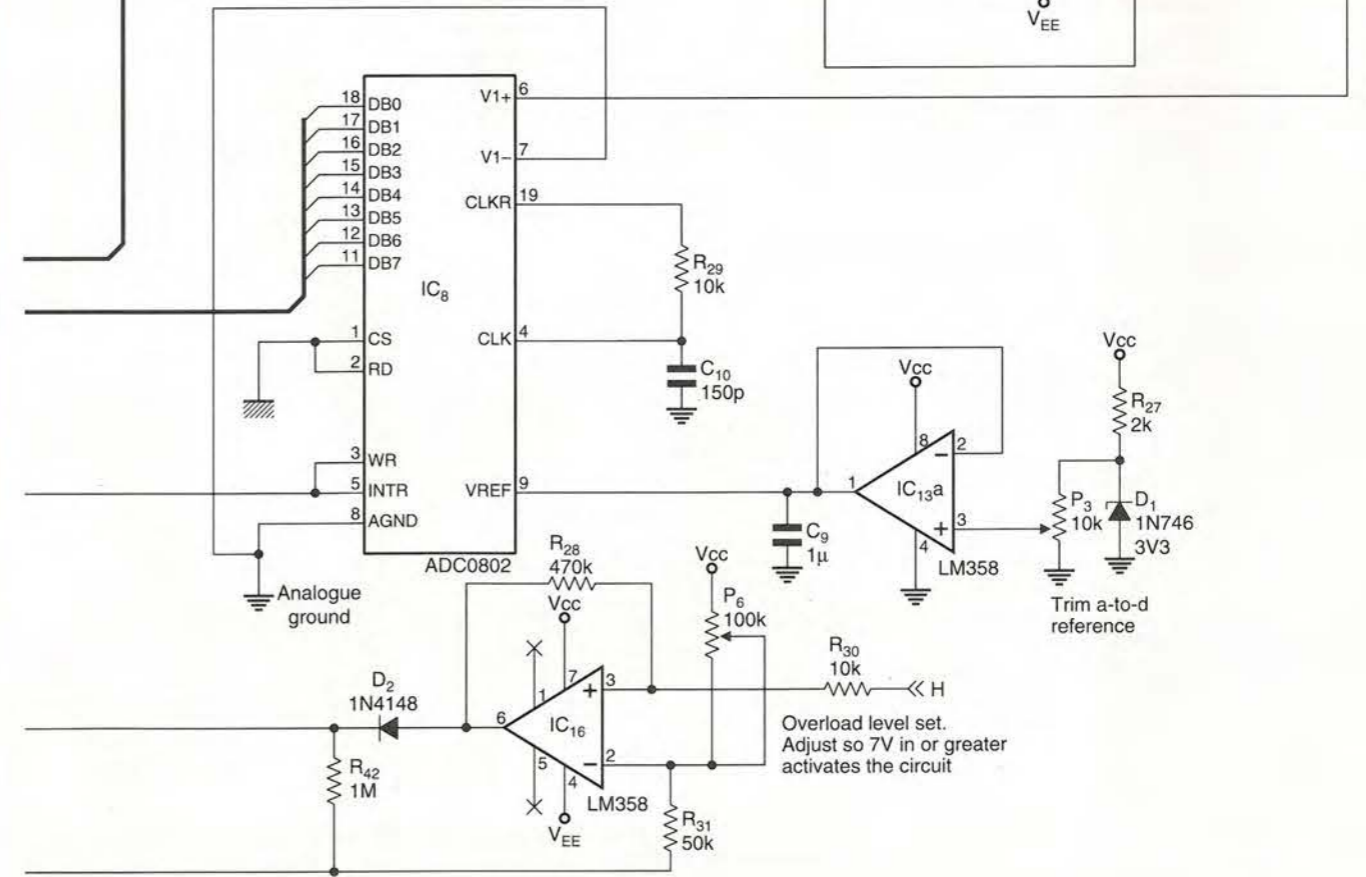 VEE
18 DB0
17 DB1
16 DB2
15 DB3
14 DB4
13 DB5
12 DB6
11 DB7
V1+ 6
V1– 7
CLKR 19
R29
10k
IC8
1 CS
2 RD
CLK 4
C10
150p
3 WR
5 INTR
8 AGND
VREF 9
ADC0802
Analogue
ground
Vcc
8
2
–
1
IC13a
+
3
4
LM358
C9
1µ
Vcc
R27
2k
P3
10k
D1
1N746
3V3
Trim a-to-d
reference
R28
470k
Vcc
Vcc
P6
100k
R30
10k
H
Overload level set.
Adjust so 7V in or greater
activates the circuit
D2
1N4148
6
1
7
+
3
IC16
–
2
5
4
LM358
VEE
R42
1M
R31
50k